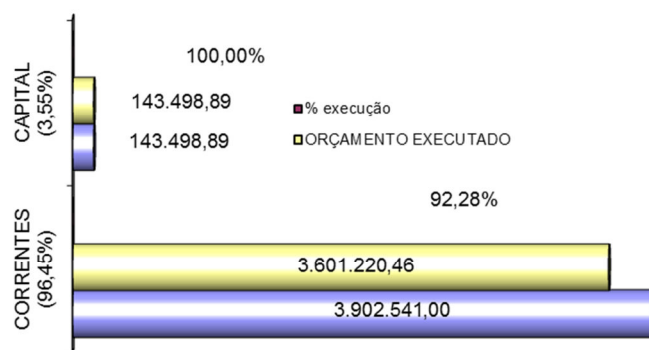 100,00%
CAPITAL
(3,55%)
143.498,89
143.498,89
% execução
ORÇAMENTO EXECUTADO
92,28%
CORRENTES
(96,45%)
3.601.220,46
3.902.541,00